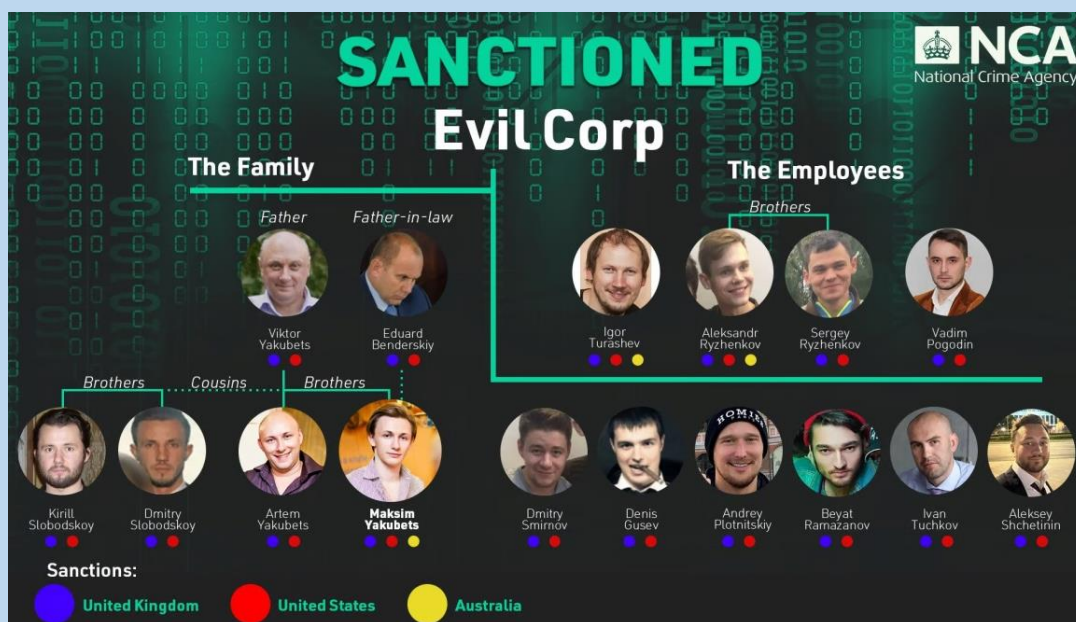 SANCTIONED
Evil Corp
NCA
National Crime Agency
The Family
The Employees
Father
Father-in-law
Brothers
Viktor
Yakubets
Eduard
Benderskiy
Igor
Turashev
Aleksandr
Ryzhenkov
Sergey
Ryzhenkov
Vadim
Pogodin
Brothers
Cousins
Brothers
HOMIES
Kirill
Slobodskoy
Dmitry
Slobodskoy
Artem
Yakubets
Maksim
Yakubets
Dmitry
Smirnov
Denis
Gusev
Andrey
Plotnitskiy
Beyat
Ramazanov
Ivan
Tuchkov
Aleksey
Shchetinin
Sanctions:
United Kingdom
United States
Australia